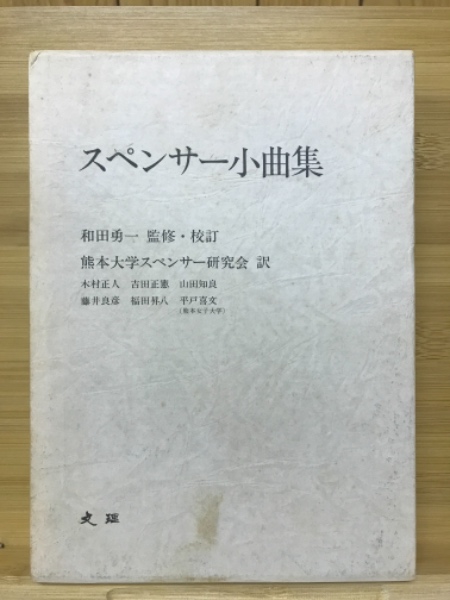 スペンサー小曲集
和田勇一 監修・校訂
熊本大学スペンサー研究会 訳
木村正人 吉田正憲 山田知良
藤井良彦 福田昇八 平戸喜文
(熊本女子大学)
文理